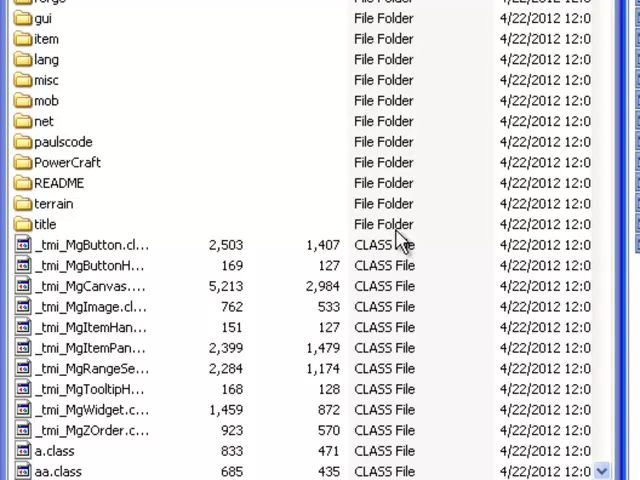 gui File Folder 4/22/2012 12:0
item File Folder 4/22/2012 12:0
lang File Folder 4/22/2012 12:0
misc File Folder 4/22/2012 12:0
mob File Folder 4/22/2012 12:0
net File Folder 4/22/2012 12:0
paulscode File Folder 4/22/2012 12:0
PowerCraft File Folder 4/22/2012 12:0
README File Folder 4/22/2012 12:0
terrain File Folder 4/22/2012 12:0
title File Folder 4/22/2012 12:0
_tmi_MgButton.cl... 2,503 1,407 CLASS File 4/22/2012 12:0
_tmi_MgButtonH... 169 127 CLASS File 4/22/2012 12:0
_tmi_MgCanvas.... 5,213 2,984 CLASS File 4/22/2012 12:0
_tmi_MgImage.cl... 762 533 CLASS File 4/22/2012 12:0
_tmi_MgItemHan... 151 127 CLASS File 4/22/2012 12:0
_tmi_MgItemPan... 2,399 1,479 CLASS File 4/22/2012 12:0
_tmi_MgRangeSe... 2,284 1,174 CLASS File 4/22/2012 12:0
_tmi_MgTooltipH... 168 128 CLASS File 4/22/2012 12:0
_tmi_MgWidget.c... 1,459 872 CLASS File 4/22/2012 12:0
_tmi_MgZOrder.c... 923 570 CLASS File 4/22/2012 12:0
a.class 833 471 CLASS File 4/22/2012 12:0
aa.class 685 435 CLASS File 4/22/2012 12:0